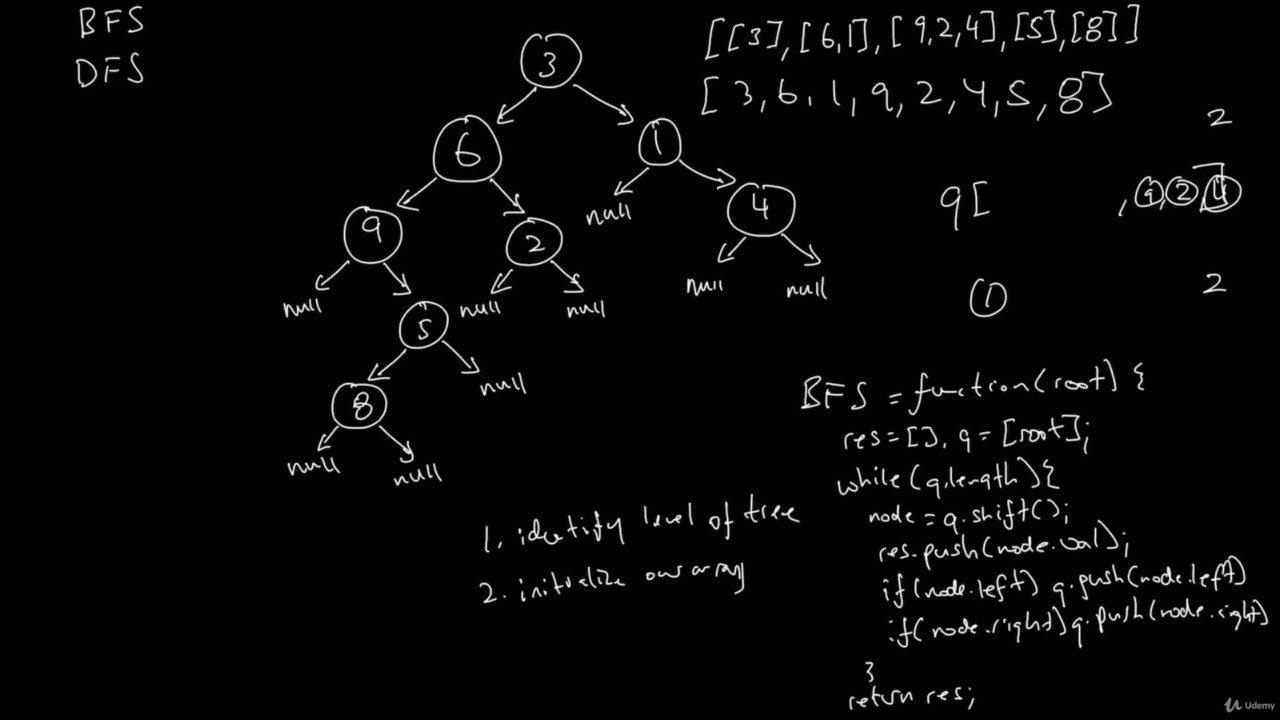 BFS
DFS
[[3],[6,1],[9,2,4],[5],[8]]
[3,6,1,9,2,4,5,8]
3
6
1
9
2
null
4
null
5
null
null
null
null
8
null
null
null
2
q[ ,9,2,4]
1
2
BFS = function(root) {
res=[], q=[root];
while(q.length){
node = q.shift();
res.push(node.val);
if(node.left) q.push(node.left)
if(node.right) q.push(node.right)
}
return res;
1. identify level of tree
2. initialize our array
Udemy